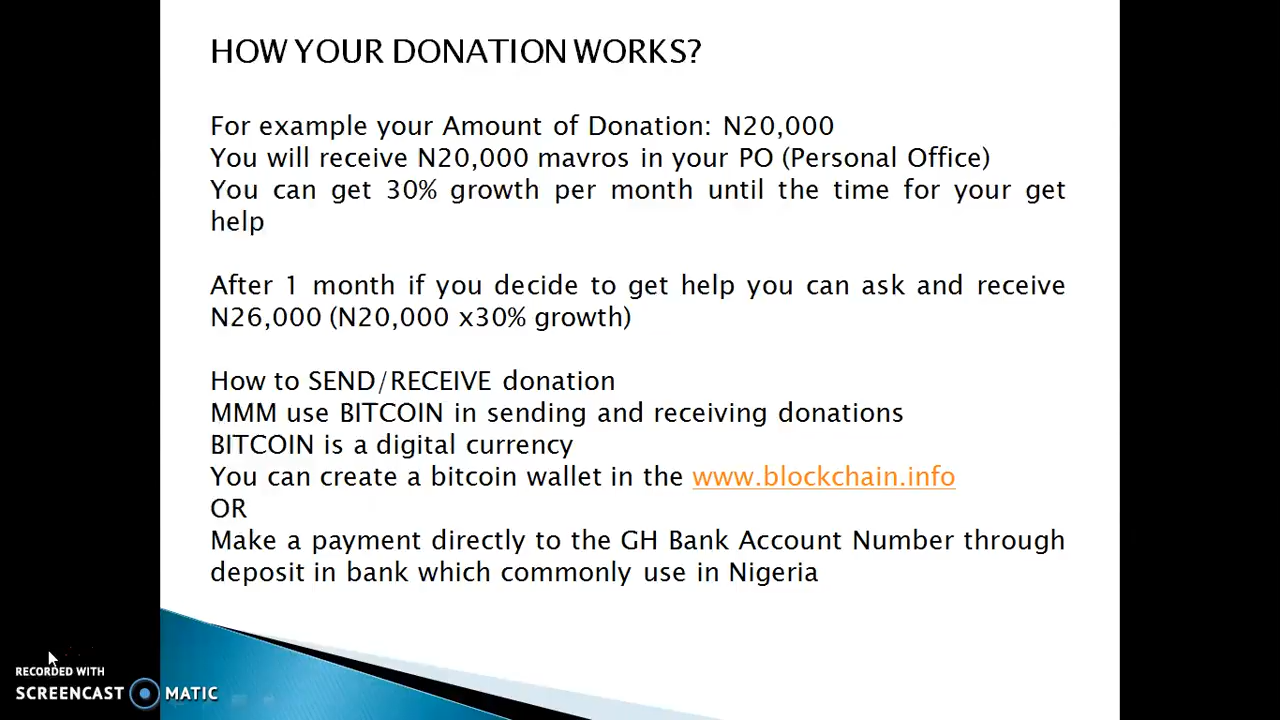 HOW YOUR DONATION WORKS?
For example your Amount of Donation: N20,000
You will receive N20,000 mavros in your PO (Personal Office)
You can get 30% growth per month until the time for your get
help
After 1 month if you decide to get help you can ask and receive
N26,000 (N20,000 x30% growth)
How to SEND/RECEIVE donation
MMM use BITCOIN in sending and receiving donations
BITCOIN is a digital currency
You can create a bitcoin wallet in the www.blockchain.info
OR
Make a payment directly to the GH Bank Account Number through
deposit in bank which commonly use in Nigeria
RECORDED WITH
SCREENCAST MATIC